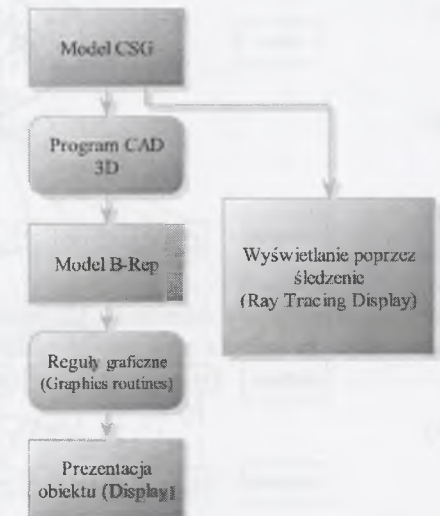 Model CSG
Program CAD
3D
Model B-Rep
Wyświetlanie poprzez
śledzenie
(Ray Tracing Display)
Reguły graficzne
(Graphics routines)
Prezentacja
obiektu (Display)